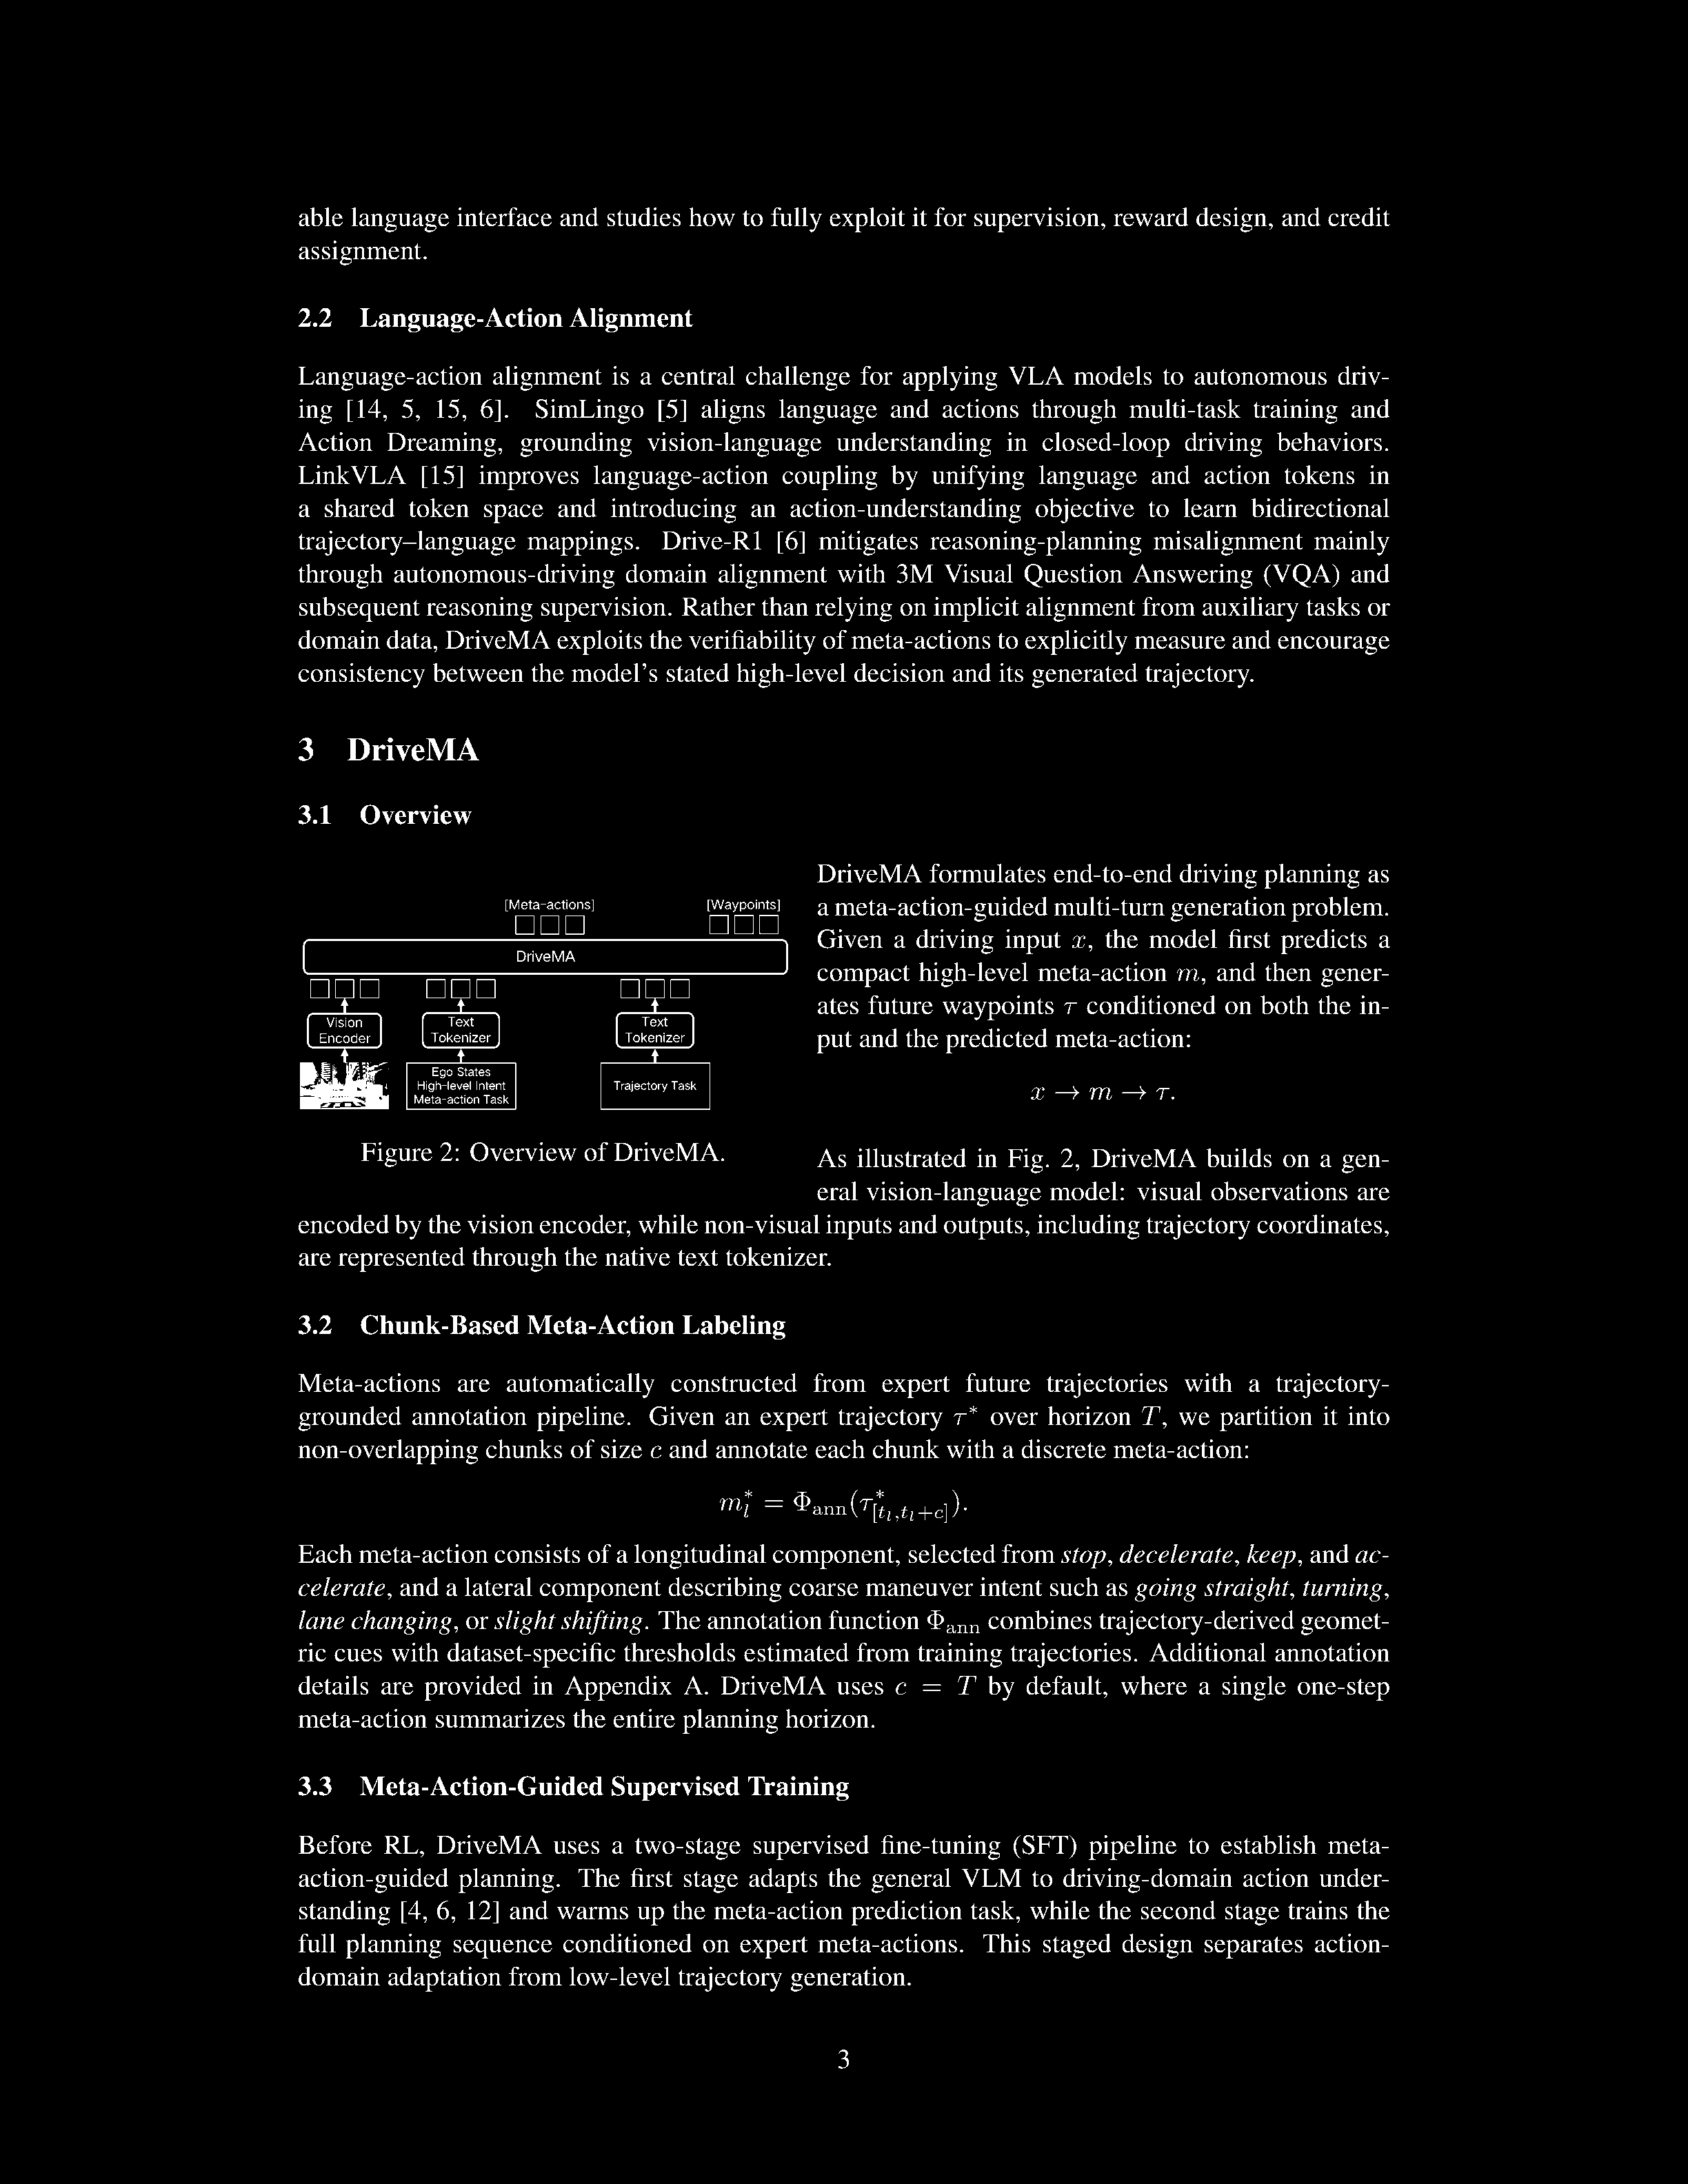 able language interface and studies how to fully exploit it for supervision, reward design, and credit
assignment.
2.2 Language-Action Alignment
Language-action alignment is a central challenge for applying VLA models to autonomous driv-
ing [14, 5, 15, 6]. SimLingo [5] aligns language and actions through multi-task training and
Action Dreaming, grounding vision-language understanding in closed-loop driving behaviors.
LinkVLA [15] improves language-action coupling by unifying language and action tokens in
a shared token space and introducing an action-understanding objective to learn bidirectional
trajectory–language mappings. Drive-R1 [6] mitigates reasoning-planning misalignment mainly
through autonomous-driving domain alignment with 3M Visual Question Answering (VQA) and
subsequent reasoning supervision. Rather than relying on implicit alignment from auxiliary tasks or
domain data, DriveMA exploits the verifiability of meta-actions to explicitly measure and encourage
consistency between the model's stated high-level decision and its generated trajectory.
3 DriveMA
3.1 Overview
[Meta-actions] [Waypoints]
DriveMA
Vision
Encoder
Text
Tokenizer
Text
Tokenizer
Ego States
High-level Intent
Meta-action Task
Trajectory Task
Figure 2: Overview of DriveMA.
DriveMA formulates end-to-end driving planning as
a meta-action-guided multi-turn generation problem.
Given a driving input x, the model first predicts a
compact high-level meta-action m, and then gener-
ates future waypoints τ conditioned on both the in-
put and the predicted meta-action:
x → m → τ.
As illustrated in Fig. 2, DriveMA builds on a gen-
eral vision-language model: visual observations are
encoded by the vision encoder, while non-visual inputs and outputs, including trajectory coordinates,
are represented through the native text tokenizer.
3.2 Chunk-Based Meta-Action Labeling
Meta-actions are automatically constructed from expert future trajectories with a trajectory-
grounded annotation pipeline. Given an expert trajectory τ* over horizon T, we partition it into
non-overlapping chunks of size c and annotate each chunk with a discrete meta-action:
m*_l = Φ_ann(τ*_[t_l,t_l+c]).
Each meta-action consists of a longitudinal component, selected from stop, decelerate, keep, and ac-
celerate, and a lateral component describing coarse maneuver intent such as going straight, turning,
lane changing, or slight shifting. The annotation function Φ_ann combines trajectory-derived geomet-
ric cues with dataset-specific thresholds estimated from training trajectories. Additional annotation
details are provided in Appendix A. DriveMA uses c = T by default, where a single one-step
meta-action summarizes the entire planning horizon.
3.3 Meta-Action-Guided Supervised Training
Before RL, DriveMA uses a two-stage supervised fine-tuning (SFT) pipeline to establish meta-
action-guided planning. The first stage adapts the general VLM to driving-domain action under-
standing [4, 6, 12] and warms up the meta-action prediction task, while the second stage trains the
full planning sequence conditioned on expert meta-actions. This staged design separates action-
domain adaptation from low-level trajectory generation.
3